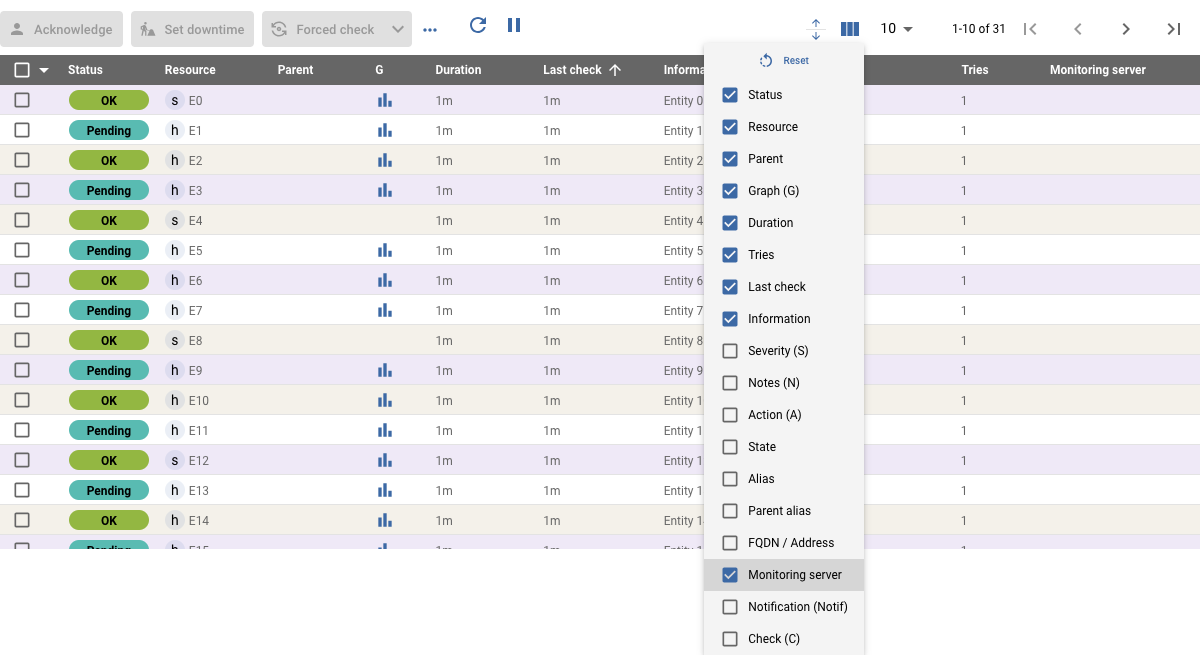 Acknowledge Set downtime Forced check 10 1-10 of 31
Status Resource Parent G Duration Last check Informa Tries Monitoring server
OK s E0 1m 1m Entity 0 1
Pending h E1 1m 1m Entity 1 1
OK h E2 1m 1m Entity 2 1
Pending h E3 1m 1m Entity 3 1
OK s E4 1m 1m Entity 4 1
Pending h E5 1m 1m Entity 5 1
OK h E6 1m 1m Entity 6 1
Pending h E7 1m 1m Entity 7 1
OK s E8 1m 1m Entity 8 1
Pending h E9 1m 1m Entity 9 1
OK h E10 1m 1m Entity 1 1
Pending h E11 1m 1m Entity 1 1
OK s E12 1m 1m Entity 1 1
Pending h E13 1m 1m Entity 1 1
OK h E14 1m 1m Entity 1 1
Pending h E15 1m 1m Entity 1 1
Reset
Status
Resource
Parent
Graph (G)
Duration
Tries
Last check
Information
Severity (S)
Notes (N)
Action (A)
State
Alias
Parent alias
FQDN / Address
Monitoring server
Notification (Notif)
Check (C)